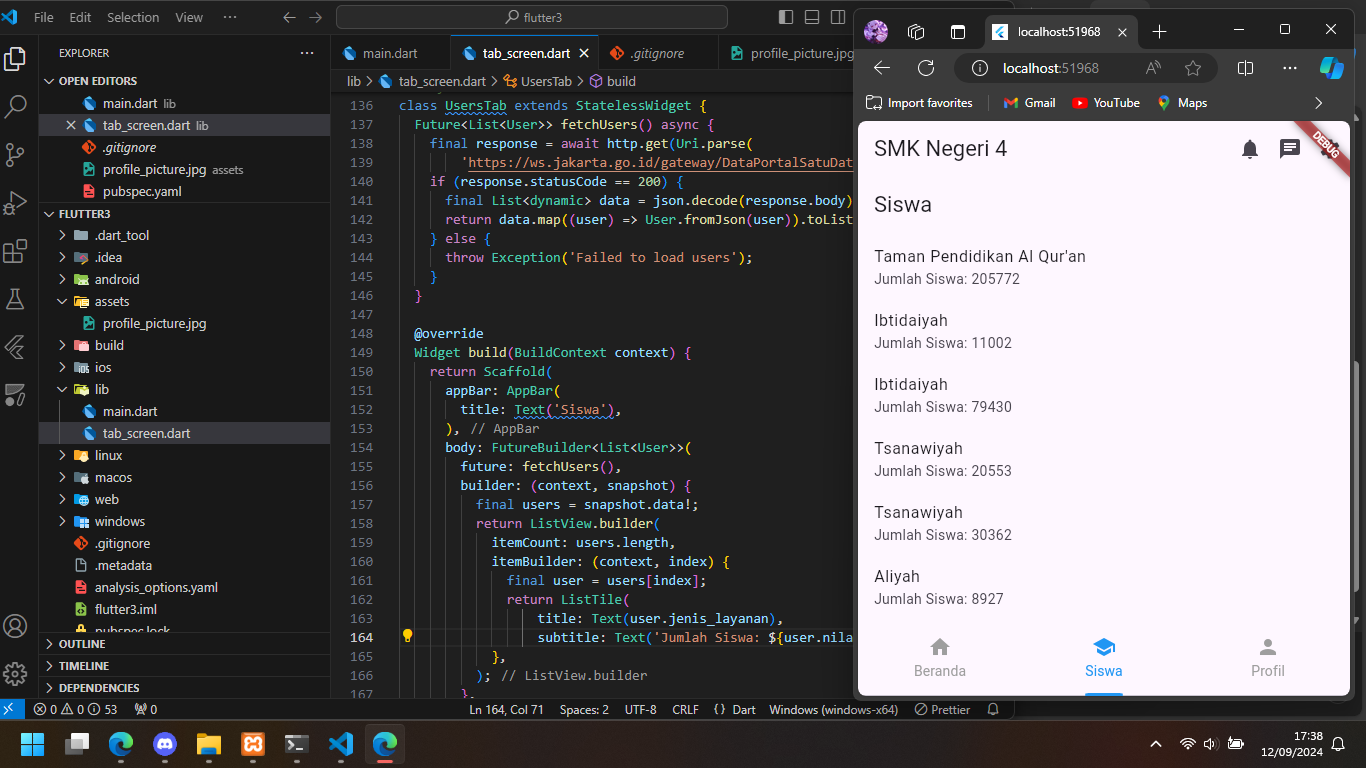 File Edit Selection View ··· flutter3
EXPLORER ···
OPEN EDITORS
main.dart lib
tab_screen.dart lib
.gitignore
profile_picture.jpg assets
pubspec.yaml
FLUTTER3
.dart_tool
.idea
android
assets
profile_picture.jpg
build
ios
lib
main.dart
tab_screen.dart
linux
macos
web
windows
.gitignore
.metadata
analysis_options.yaml
flutter3.iml
pubspec.lock
OUTLINE
TIMELINE
DEPENDENCIES
main.dart tab_screen.dart .gitignore profile_picture.jpg
lib > tab_screen.dart > UsersTab > build
136 class UsersTab extends StatelessWidget {
137 Future<List<User>> fetchUsers() async {
138 final response = await http.get(Uri.parse(
139 'https://ws.jakarta.go.id/gateway/DataPortalSatuDat
140 if (response.statusCode == 200) {
141 final List<dynamic> data = json.decode(response.body)
142 return data.map((user) => User.fromJson(user)).toList
143 } else {
144 throw Exception('Failed to load users');
145 }
146 }
147
148 @override
149 Widget build(BuildContext context) {
150 return Scaffold(
151 appBar: AppBar(
152 title: Text('Siswa'),
153 ), // AppBar
154 body: FutureBuilder<List<User>>(
155 future: fetchUsers(),
156 builder: (context, snapshot) {
157 final users = snapshot.data!;
158 return ListView.builder(
159 itemCount: users.length,
160 itemBuilder: (context, index) {
161 final user = users[index];
162 return ListTile(
163 title: Text(user.jenis_layanan),
164 subtitle: Text('Jumlah Siswa: ${user.nila
165 },
166 ); // ListView.builder
167 },
localhost:51968
localhost:51968
Import favorites Gmail YouTube Maps
SMK Negeri 4
DEBUG
Siswa
Taman Pendidikan Al Qur'an
Jumlah Siswa: 205772
Ibtidaiyah
Jumlah Siswa: 11002
Ibtidaiyah
Jumlah Siswa: 79430
Tsanawiyah
Jumlah Siswa: 20553
Tsanawiyah
Jumlah Siswa: 30362
Aliyah
Jumlah Siswa: 8927
Beranda Siswa Profil
0 0 53 0 Ln 164, Col 71 Spaces: 2 UTF-8 CRLF {} Dart Windows (windows-x64) Prettier
17:38
12/09/2024